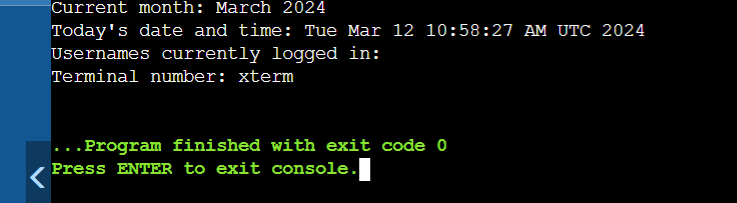 Current month: March 2024
Today's date and time: Tue Mar 12 10:58:27 AM UTC 2024
Usernames currently logged in:
Terminal number: xterm
...Program finished with exit code 0
Press ENTER to exit console.